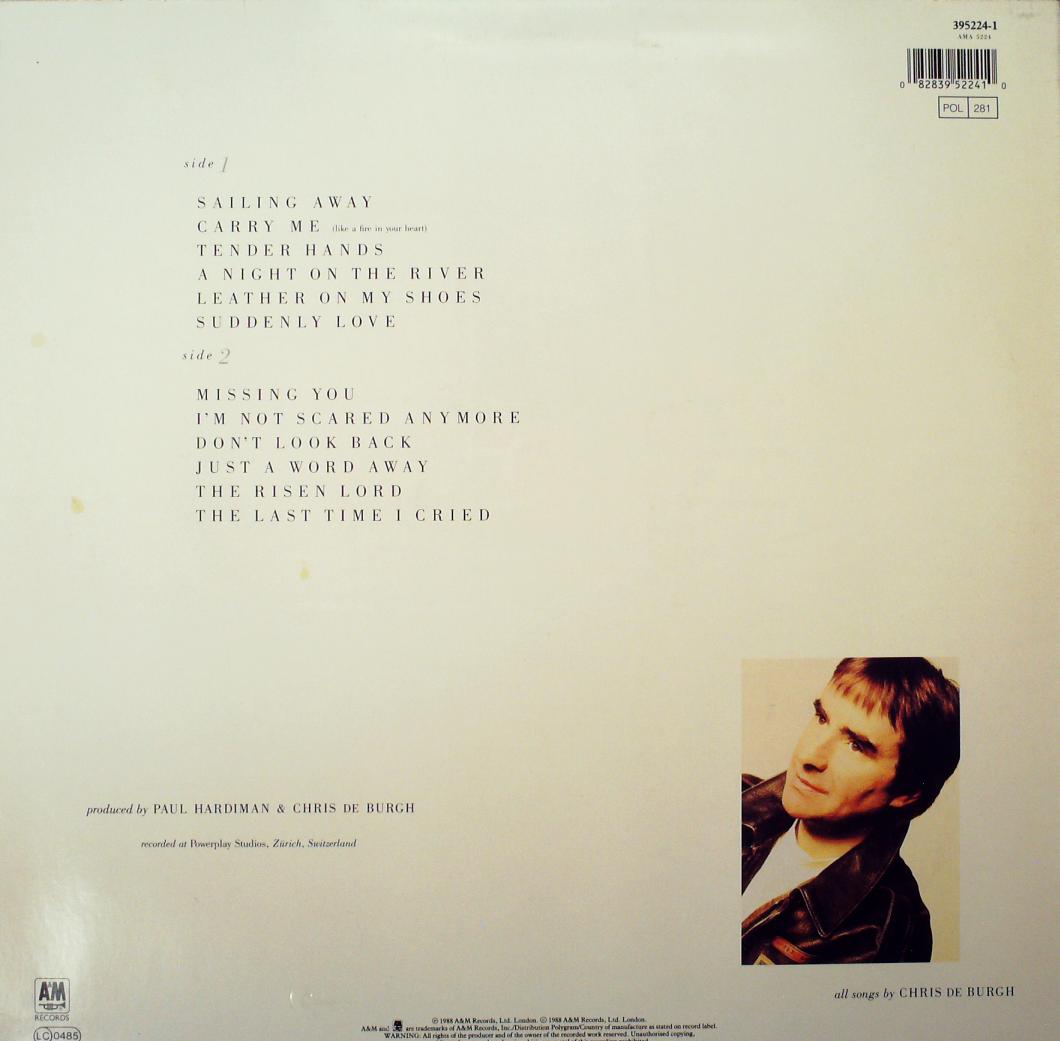 395224-1
AMA 5224
0 82839 52241 0
POL 281
side 1
SAILING AWAY
CARRY ME (like a fire in your heart)
TENDER HANDS
A NIGHT ON THE RIVER
LEATHER ON MY SHOES
SUDDENLY LOVE
side 2
MISSING YOU
I'M NOT SCARED ANYMORE
DON'T LOOK BACK
JUST A WORD AWAY
THE RISEN LORD
THE LAST TIME I CRIED
produced by PAUL HARDIMAN & CHRIS DE BURGH
recorded at Powerplay Studios, Zürich, Switzerland
all songs by CHRIS DE BURGH
A&M
RECORDS
LC 0485
℗ 1988 A&M Records, Ltd. London. © 1988 A&M Records, Ltd. London.
A&M and are trademarks of A&M Records, Inc./Distribution Polygram/Country of manufacture as stated on record label.
WARNING: All rights of the producer and of the owner of the recorded work reserved. Unauthorised copying,